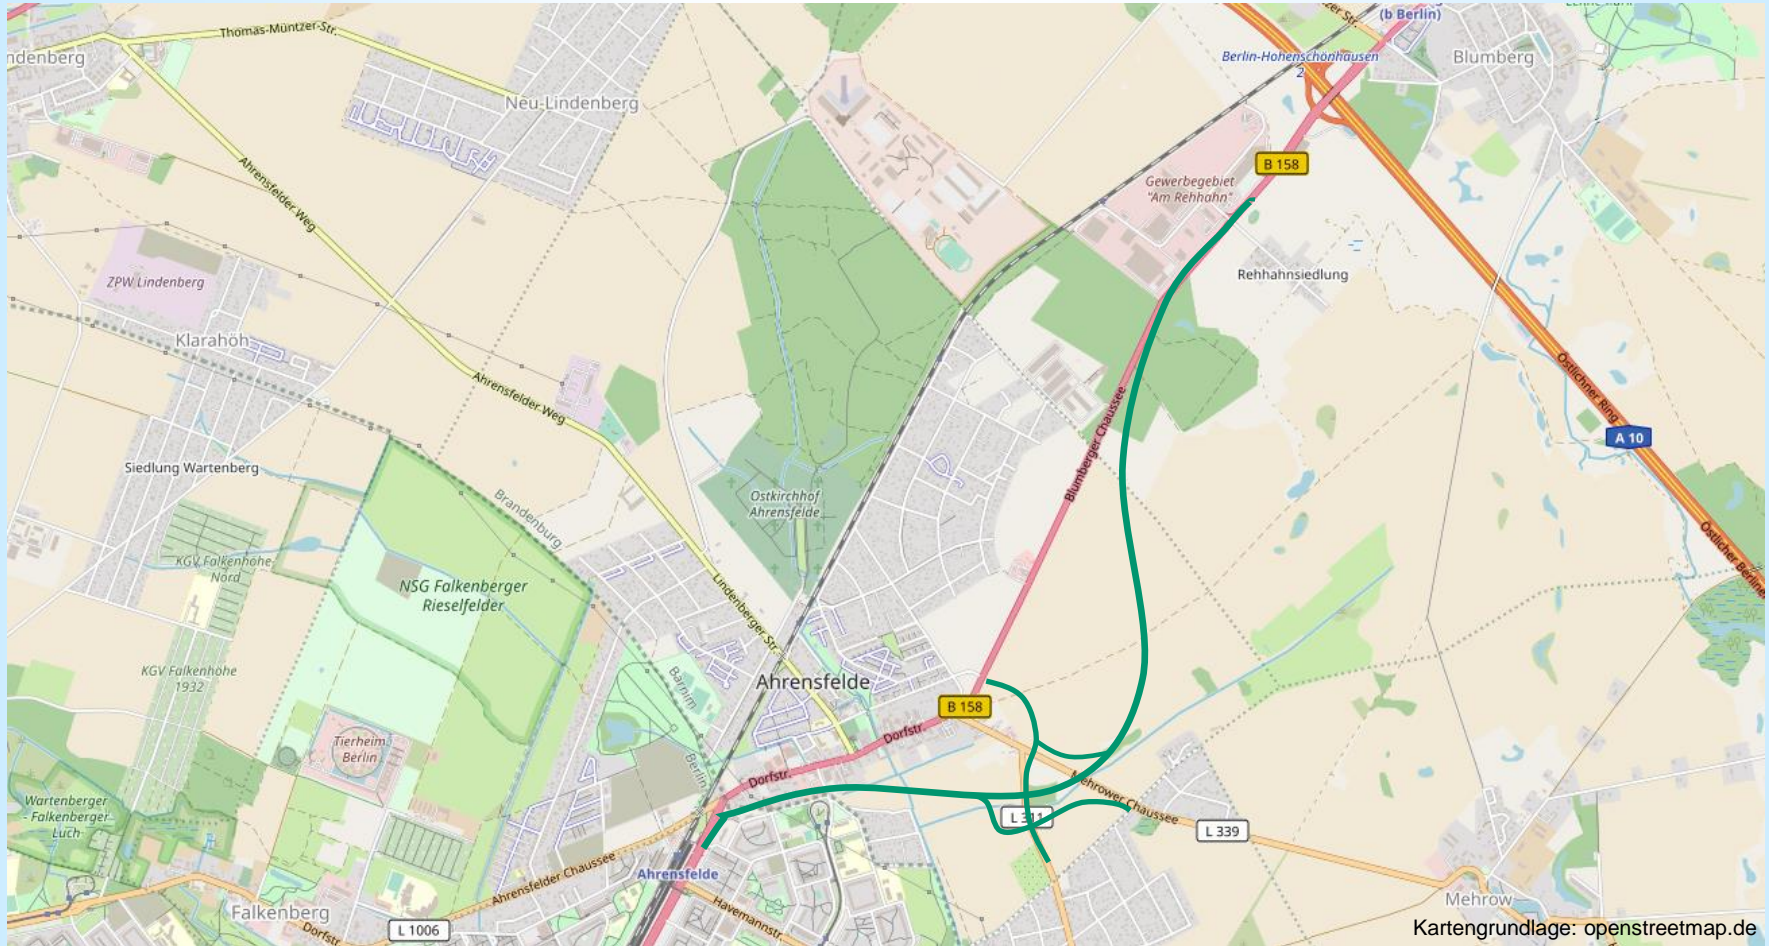 (b Berlin)
Thomas-Müntzer-Str.
Berlin-Hohenschönhausen
2
Blumberg
Neu-Lindenberg
B 158
Ahrensfelder Weg
Gewerbegebiet
"Am Rehhahn"
Rehhahnsiedlung
ZPW Lindenberg
Klarahöh
Ahrensfelder Weg
Östlicher Ring
Blumberger Chaussee
A 10
Siedlung Wartenberg
Ostkirchhof
Ahrensfelde
Brandenburg
KGV Falkenhöhe-
Nord
NSG Falkenberger
Rieselfelder
Lindenberger Str.
KGV Falkenhöhe
1932
Barnim
Berlin
Ahrensfelde
B 158
Dorfstr.
Tierheim
Berlin
Dorfstr.
Mehrower Chaussee
Wartenberger
- Falkenberger
Luch
L 339
Ahrensfelder Chaussee
Ahrensfelde
Havemannstr.
Mehrow
Falkenberg
Dorfstr.
L 1006
Kartengrundlage: openstreetmap.de